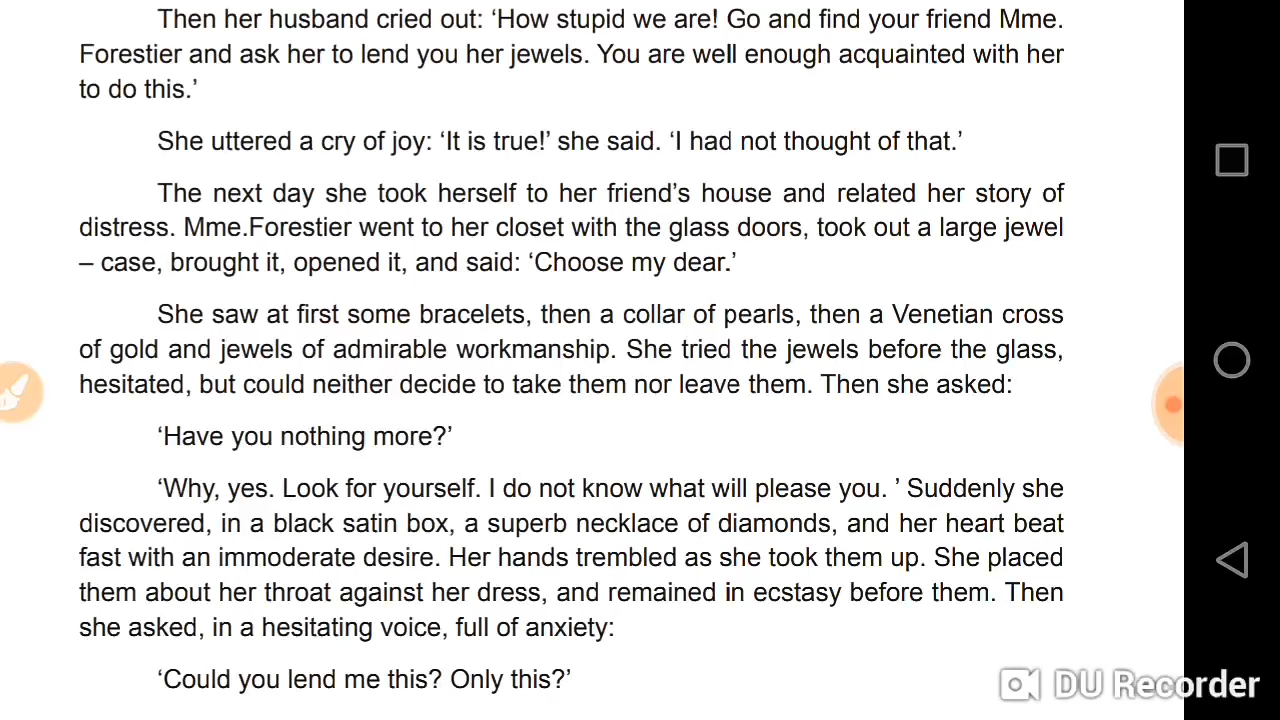 Then her husband cried out: ‘How stupid we are! Go and find your friend Mme.
Forestier and ask her to lend you her jewels. You are well enough acquainted with her
to do this.’
She uttered a cry of joy: ‘It is true!’ she said. ‘I had not thought of that.’
The next day she took herself to her friend’s house and related her story of
distress. Mme.Forestier went to her closet with the glass doors, took out a large jewel
– case, brought it, opened it, and said: ‘Choose my dear.’
She saw at first some bracelets, then a collar of pearls, then a Venetian cross
of gold and jewels of admirable workmanship. She tried the jewels before the glass,
hesitated, but could neither decide to take them nor leave them. Then she asked:
‘Have you nothing more?’
‘Why, yes. Look for yourself. I do not know what will please you. ’ Suddenly she
discovered, in a black satin box, a superb necklace of diamonds, and her heart beat
fast with an immoderate desire. Her hands trembled as she took them up. She placed
them about her throat against her dress, and remained in ecstasy before them. Then
she asked, in a hesitating voice, full of anxiety:
‘Could you lend me this? Only this?’
DU Recorder